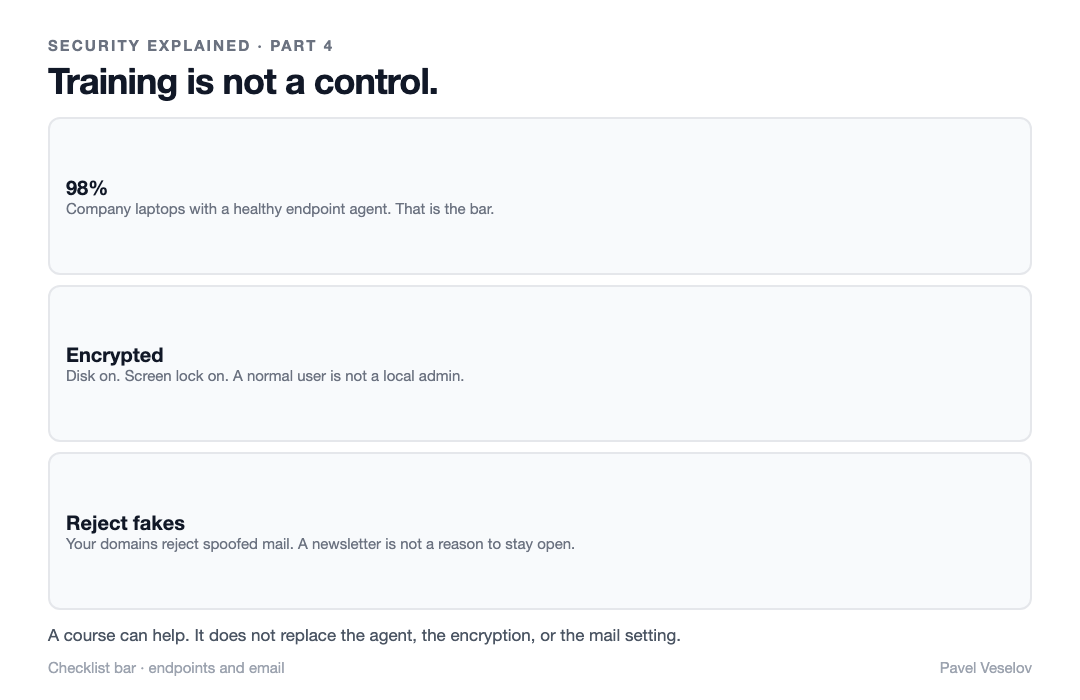 SECURITY EXPLAINED · PART 4
Training is not a control.
98%
Company laptops with a healthy endpoint agent. That is the bar.
Encrypted
Disk on. Screen lock on. A normal user is not a local admin.
Reject fakes
Your domains reject spoofed mail. A newsletter is not a reason to stay open.
A course can help. It does not replace the agent, the encryption, or the mail setting.
Checklist bar · endpoints and email
Pavel Veselov